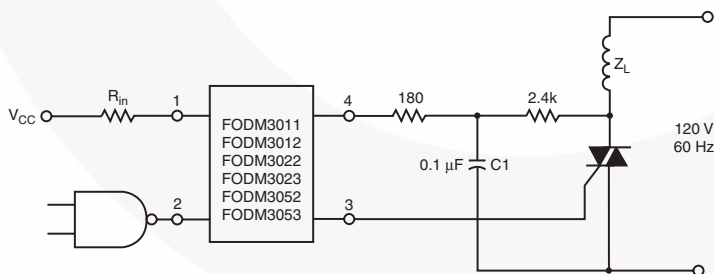 Z_L
R_in
1
4
180
2.4k
V_CC
FODM3011
FODM3012
FODM3022
FODM3023
FODM3052
FODM3053
120 V
60 Hz
0.1 µF
C1
2
3